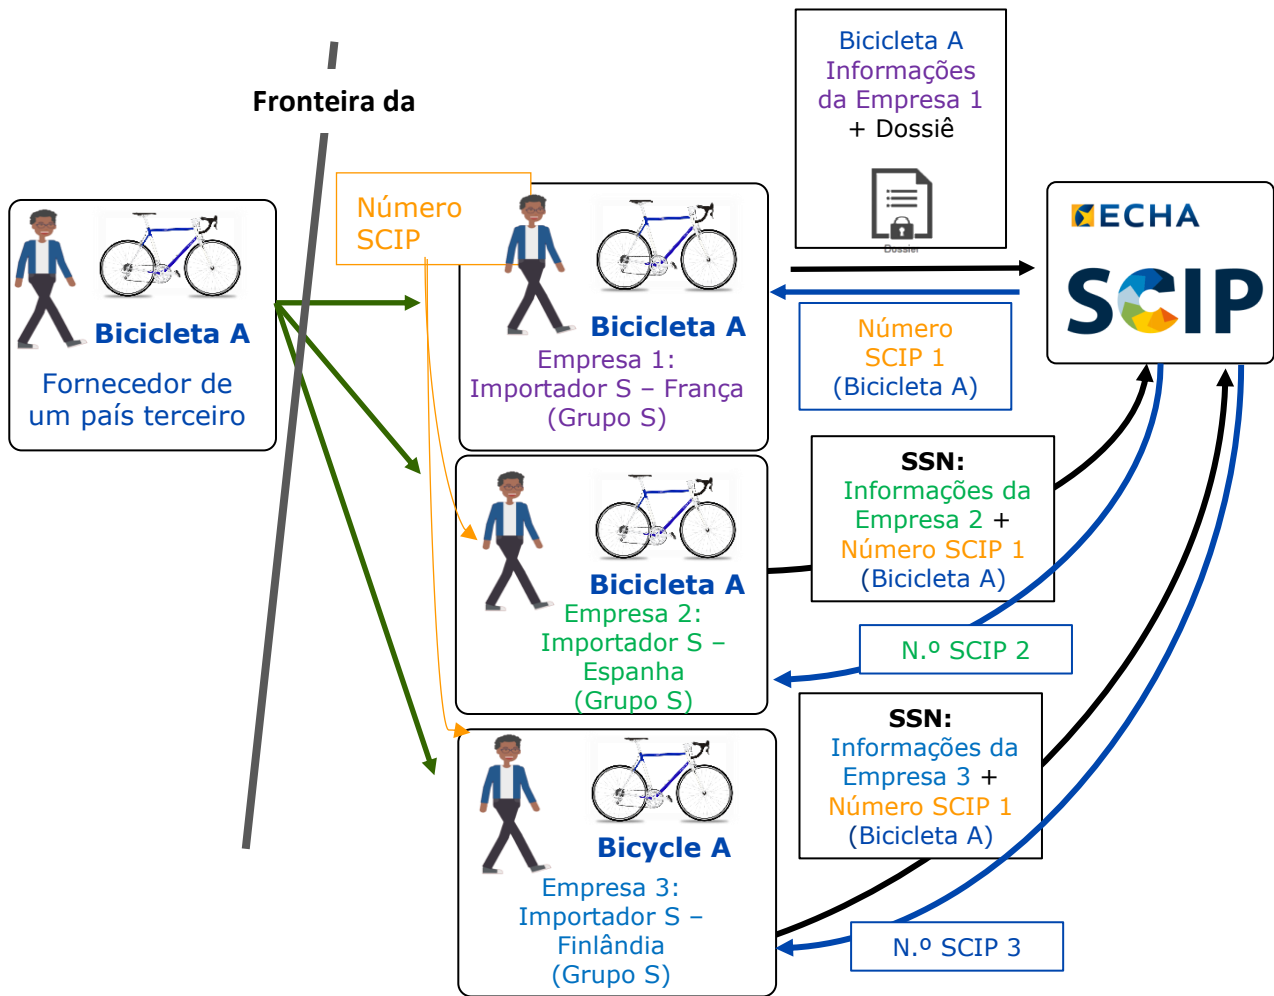 Fronteira da
Bicicleta A
Fornecedor de
um país terceiro
Número
SCIP
Bicicleta A
Empresa 1:
Importador S – França
(Grupo S)
Bicicleta A
Informações
da Empresa 1
+ Dossiê
Dossier
ECHA
SCIP
Número
SCIP 1
(Bicicleta A)
Bicicleta A
Empresa 2:
Importador S –
Espanha
(Grupo S)
SSN:
Informações da
Empresa 2 +
Número SCIP 1
(Bicicleta A)
N.º SCIP 2
Bicycle A
Empresa 3:
Importador S –
Finlândia
(Grupo S)
SSN:
Informações da
Empresa 3 +
Número SCIP 1
(Bicicleta A)
N.º SCIP 3